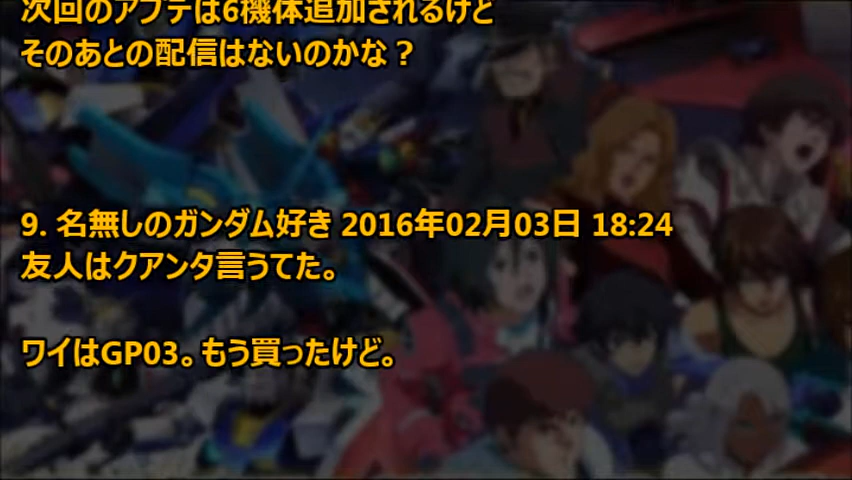 次回のアプデは6機体追加されるけど
そのあとの配信はないのかな？
9. 名無しのガンダム好き 2016年02月03日 18:24
友人はクアンタ言うてた。
ワイはGP03。もう買ったけど。